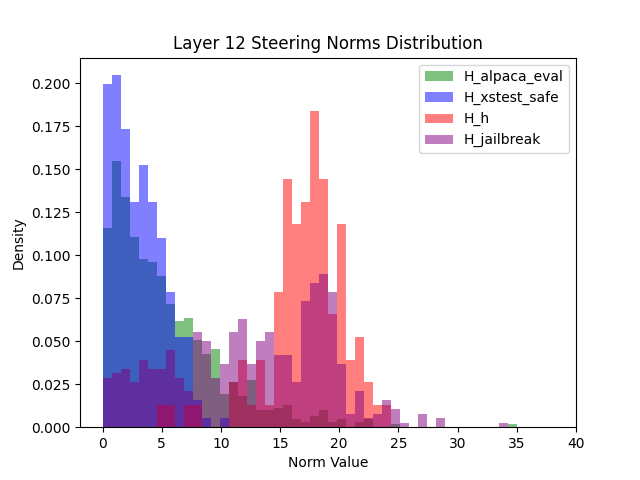 Layer 12 Steering Norms Distribution
H_alpaca_eval
H_xstest_safe
H_h
H_jailbreak
0.200
0.175
0.150
0.125
0.100
0.075
0.050
0.025
0.000
Density
0 5 10 15 20 25 30 35 40
Norm Value